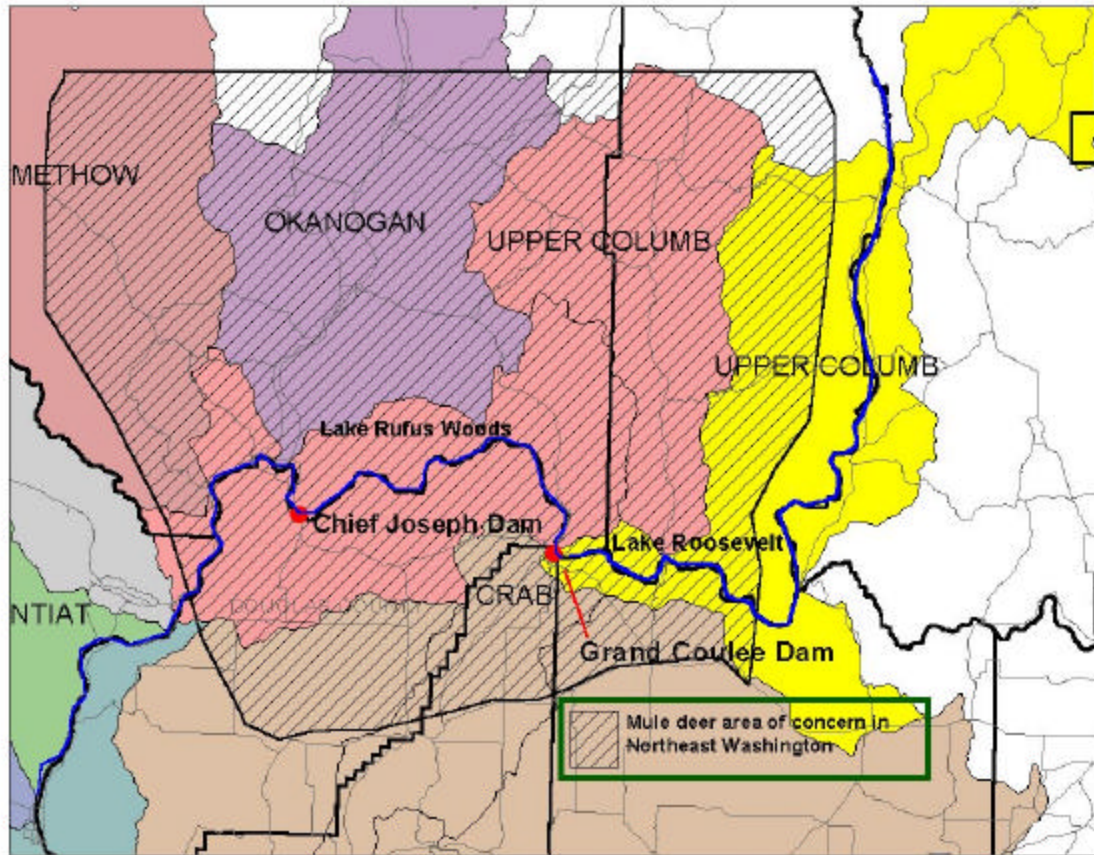 METHOW
OKANOGAN
UPPER COLUMB
UPPER COLUMB
Lake Rufus Woods
Chief Joseph Dam
Lake Roosevelt
CRAB
NTIAT
Grand Coulee Dam
Mule deer area of concern in
Northeast Washington